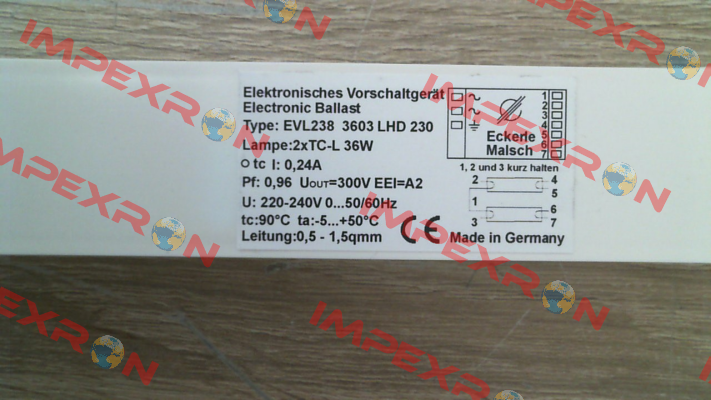 Elektronisches Vorschaltgerät
Electronic Ballast
Type: EVL238 3603 LHD 230
Lampe:2xTC-L 36W
tc I: 0,24A
Pf: 0,96 UOUT=300V EEI=A2
U: 220-240V 0...50/60Hz
tc:90°C ta:-5...+50°C
Leitung:0,5 - 1,5qmm
CE
~
~
1
2
3
4
5
6
7
Eckerle
Malsch
1, 2 und 3 kurz halten
2
4
5
1
6
3
7
Made in Germany
IMPEXRON
IMPEXRON
IMPEXRON
IMPEXRON
IMPEXRON
IMPEXRON
IMPEXRON
IMPEXRON
IMPEXRON